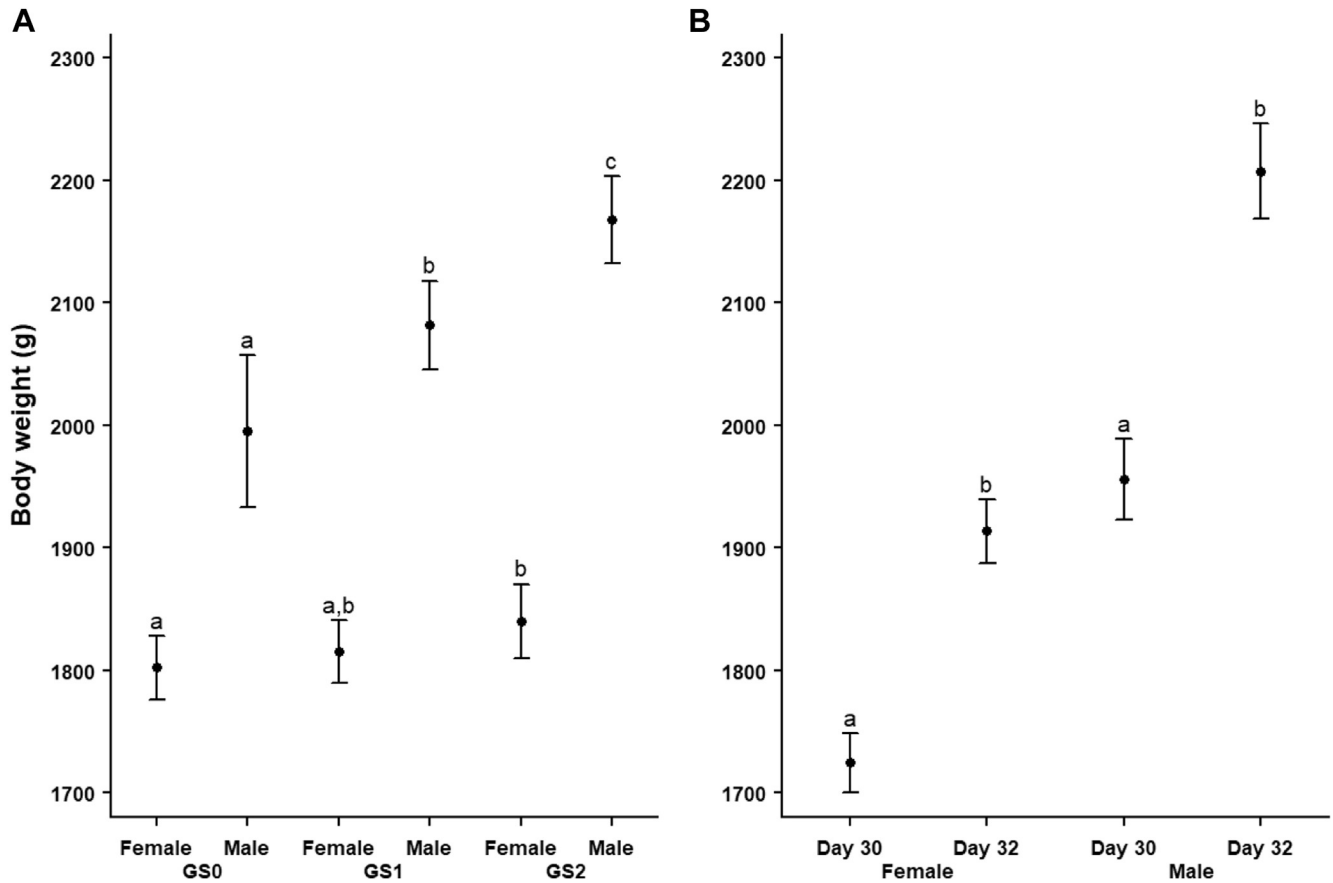 A
Body weight (g)
2300
2200
2100
2000
1900
1800
1700
a
a
a,b
b
b
c
Female Male Female Male Female Male
GS0 GS1 GS2
B
2300
2200
2100
2000
1900
1800
1700
a
b
a
b
Day 30 Day 32 Day 30 Day 32
Female Male